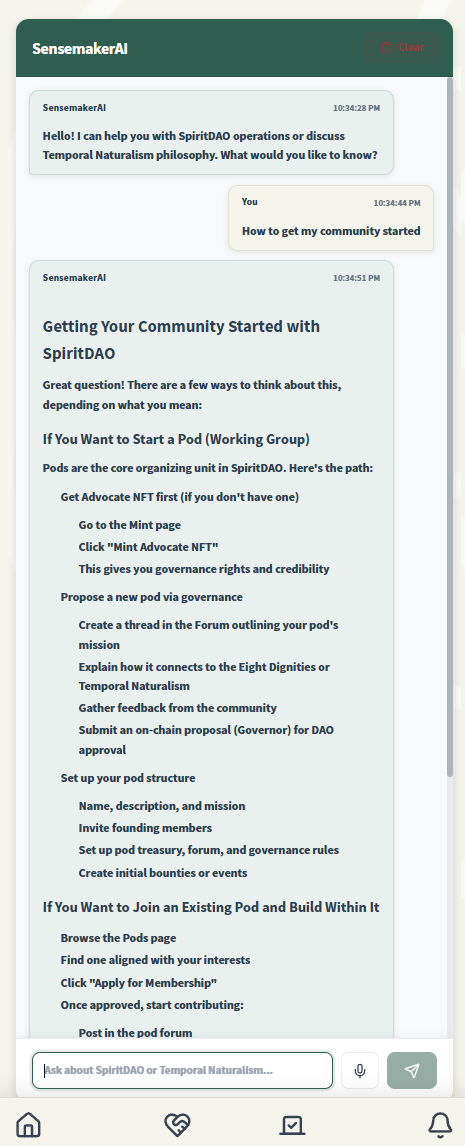 SensemakerAI
Clear
SensemakerAI
10:34:28 PM
Hello! I can help you with SpiritDAO operations or discuss
Temporal Naturalism philosophy. What would you like to know?
You
10:34:44 PM
How to get my community started
SensemakerAI
10:34:51 PM
Getting Your Community Started with
SpiritDAO
Great question! There are a few ways to think about this,
depending on what you mean:
If You Want to Start a Pod (Working Group)
Pods are the core organizing unit in SpiritDAO. Here's the path:
Get Advocate NFT first (if you don't have one)
Go to the Mint page
Click "Mint Advocate NFT"
This gives you governance rights and credibility
Propose a new pod via governance
Create a thread in the Forum outlining your pod's
mission
Explain how it connects to the Eight Dignities or
Temporal Naturalism
Gather feedback from the community
Submit an on-chain proposal (Governor) for DAO
approval
Set up your pod structure
Name, description, and mission
Invite founding members
Set up pod treasury, forum, and governance rules
Create initial bounties or events
If You Want to Join an Existing Pod and Build Within It
Browse the Pods page
Find one aligned with your interests
Click "Apply for Membership"
Once approved, start contributing:
Post in the pod forum
Ask about SpiritDAO or Temporal Naturalism...